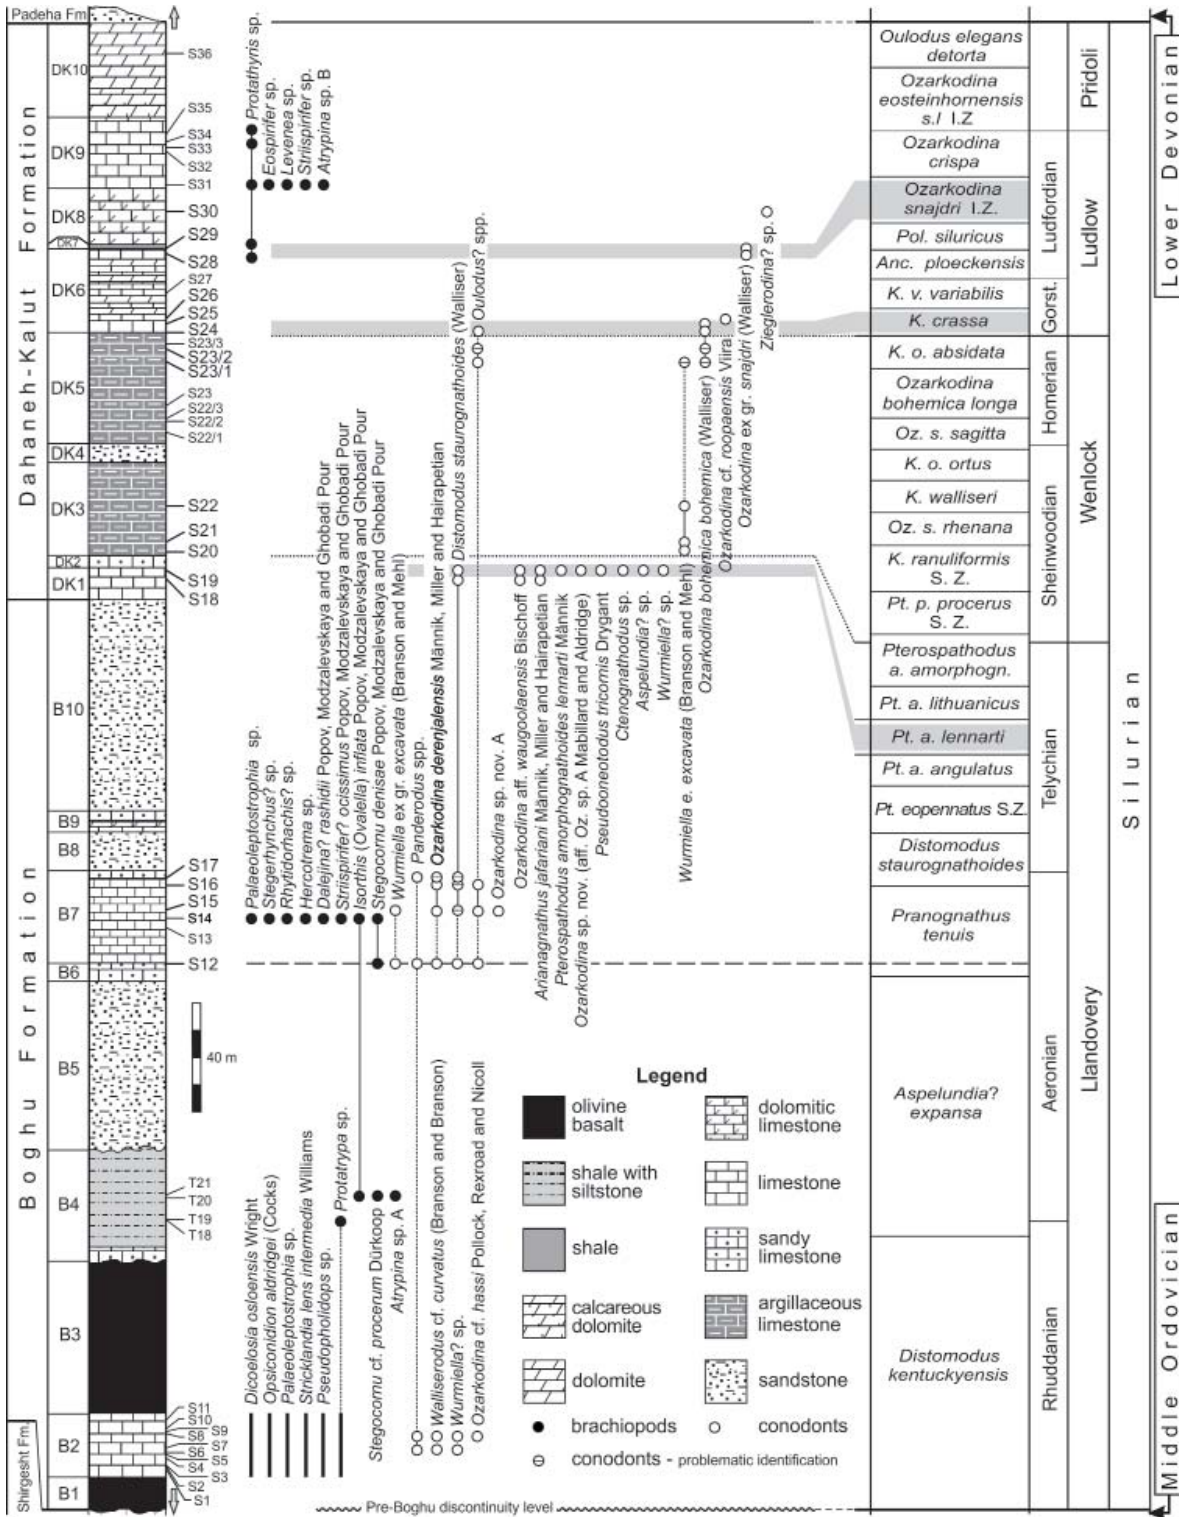 Padeha Fm
Dahaneh-Kalut Formation
Boghu Formation
Shirgesht Fm.
DK10
DK9
DK8
DK7
DK6
DK5
DK4
DK3
DK2
DK1
B10
B9
B8
B7
B6
B5
B4
B3
B2
B1
S36
S35
S34
S33
S32
S31
S30
S29
S28
S27
S26
S25
S24
S23/3
S23/2
S23/1
S23
S22/3
S22/2
S22/1
S22
S21
S20
S19
S18
S17
S16
S15
S14
S13
S12
40 m
T21
T20
T19
T18
S11
S10
S9
S8
S7
S6
S5
S4
S3
S2
S1
Protathyris sp.
Eospirifer sp.
Levenea sp.
Striispirifer sp.
Atrypina sp. B
Palaeoleptostrophia sp.
Stegerhynchus? sp.
Rhytidorhachis? sp.
Hercotrema sp.
Dalejina? rashidii Popov, Modzalevskaya and Ghobadi Pour
Striispirifer? ocissimus Popov, Modzalevskaya and Ghobadi Pour
Isorthis (Ovalella) inflata Popov, Modzalevskaya and Ghobadi Pour
Stegocornu denisae Popov, Modzalevskaya and Ghobadi Pour
Wurmiella ex gr. excavata (Branson and Mehl)
Panderodus spp.
Ozarkodina derenjalensis Männik, Miller and Hairapetian
Distomodus staurognathoides (Walliser)
Oulodus? spp.
Ozarkodina sp. nov. A
Ozarkodina aff. waugoolaensis Bischoff
Arianagnathus jafariani Männik, Miller and Hairapetian
Pterospathodus amorphognathoides lennarti Männik
Ozarkodina sp. nov. (aff. Oz. sp. A Mabillard and Aldridge)
Pseudooneotodus tricornis Drygant
Ctenognathodus sp.
Aspelundia? sp.
Wurmiella? sp.
Wurmiella e. excavata (Branson and Mehl)
Ozarkodina bohemica bohemica (Walliser)
Ozarkodina cf. roopaensis Viira
Ozarkodina ex gr. snajdri (Walliser)
Zieglerodina? sp.
Dicoelosia osloensis Wright
Opsiconidion aldridgei (Cocks)
Palaeoleptostrophia sp.
Stricklandia lens intermedia Williams
Pseudopholidops sp.
Protatrypa sp.
Stegocornu cf. procerum Dürkoop
Atrypina sp. A
Walliserodus cf. curvatus (Branson and Branson)
Wurmiella? sp.
Ozarkodina cf. hassi Pollock, Rexroad and Nicoll
Legend
olivine
basalt
shale with
siltstone
shale
calcareous
dolomite
dolomite
dolomitic
limestone
limestone
sandy
limestone
argillaceous
limestone
sandstone
brachiopods
conodonts
conodonts - problematic identification
Pre-Boghu discontinuity level
Oulodus elegans
detorta
Ozarkodina
eosteinhornensis
s.l I.Z
Ozarkodina
crispa
Ozarkodina
snajdri I.Z.
Pol. siluricus
Anc. ploeckensis
K. v. variabilis
K. crassa
K. o. absidata
Ozarkodina
bohemica longa
Oz. s. sagitta
K. o. ortus
K. walliseri
Oz. s. rhenana
K. ranuliformis
S. Z.
Pt. p. procerus
S. Z.
Pterospathodus
a. amorphogn.
Pt. a. lithuanicus
Pt. a. lennarti
Pt. a. angulatus
Pt. eopennatus S.Z.
Distomodus
staurognathoides
Pranognathus
tenuis
Aspelundia?
expansa
Distomodus
kentuckyensis
Ludfordian
Gorst.
Homerian
Sheinwoodian
Telychian
Aeronian
Rhuddanian
Přidoli
Ludlow
Wenlock
Llandovery
Silurian
Lower Devonian
Middle Ordovician